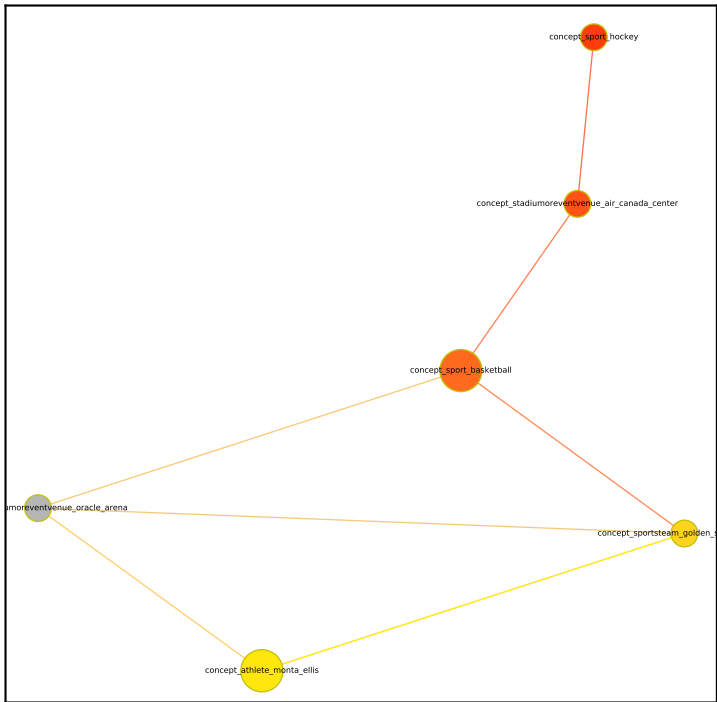 concept_sport_hockey
concept_stadiumoreventvenue_air_canada_center
concept_sport_basketball
umoreventvenue_oracle_arena
concept_sportsteam_golden_s
concept_athlete_monta_ellis